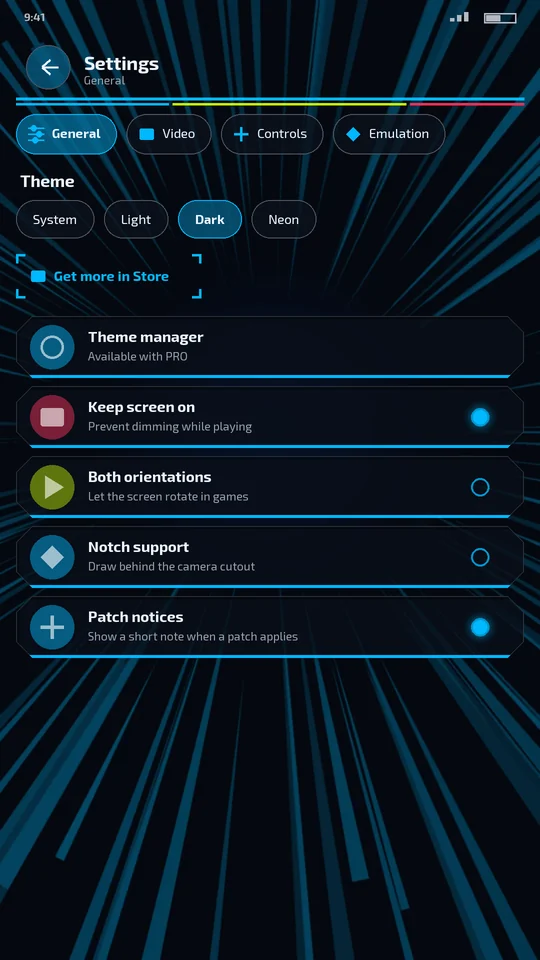 9:41
Settings
General
General
Video
Controls
Emulation
Theme
System
Light
Dark
Neon
Get more in Store
Theme manager
Available with PRO
Keep screen on
Prevent dimming while playing
Both orientations
Let the screen rotate in games
Notch support
Draw behind the camera cutout
Patch notices
Show a short note when a patch applies